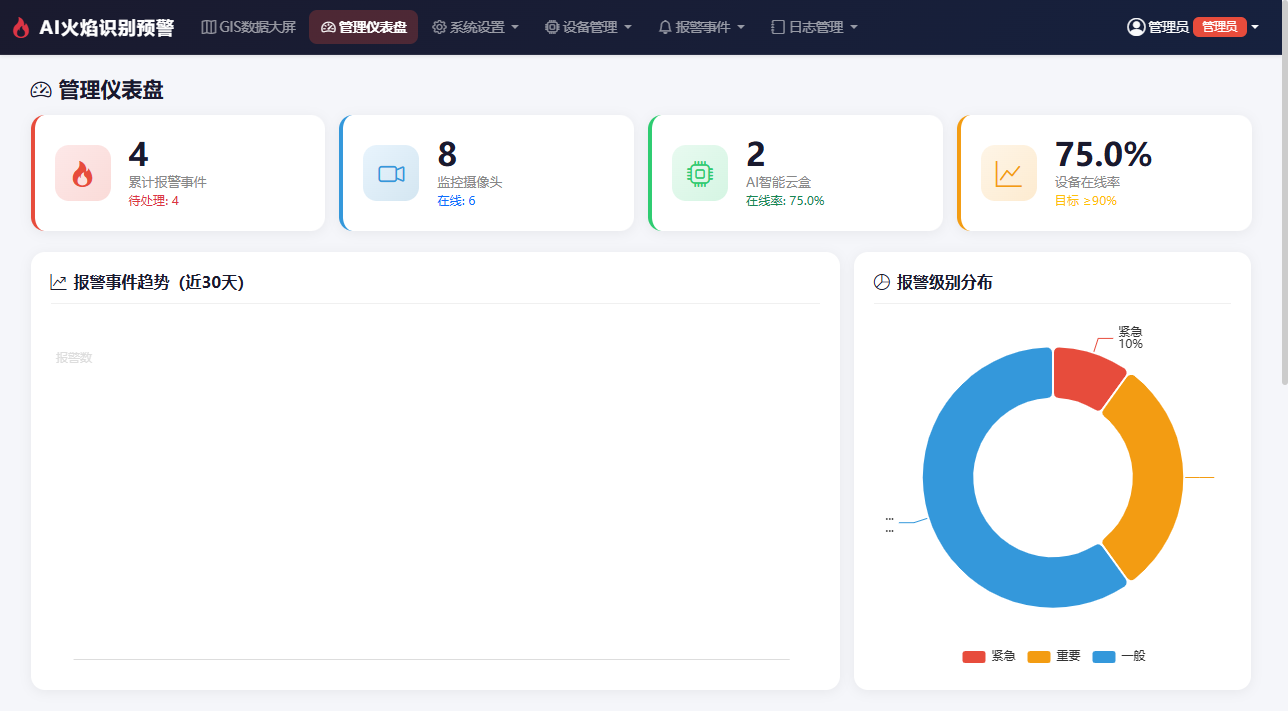 AI火焰识别预警
GIS数据大屏
管理仪表盘
系统设置
设备管理
报警事件
日志管理
管理员
管理员
管理仪表盘
4
累计报警事件
待处理: 4
8
监控摄像头
在线: 6
2
AI智能云盒
在线率: 75.0%
75.0%
设备在线率
目标 ≥90%
报警事件趋势（近30天）
报警数
报警级别分布
紧急
10%
...
...
紧急
重要
一般